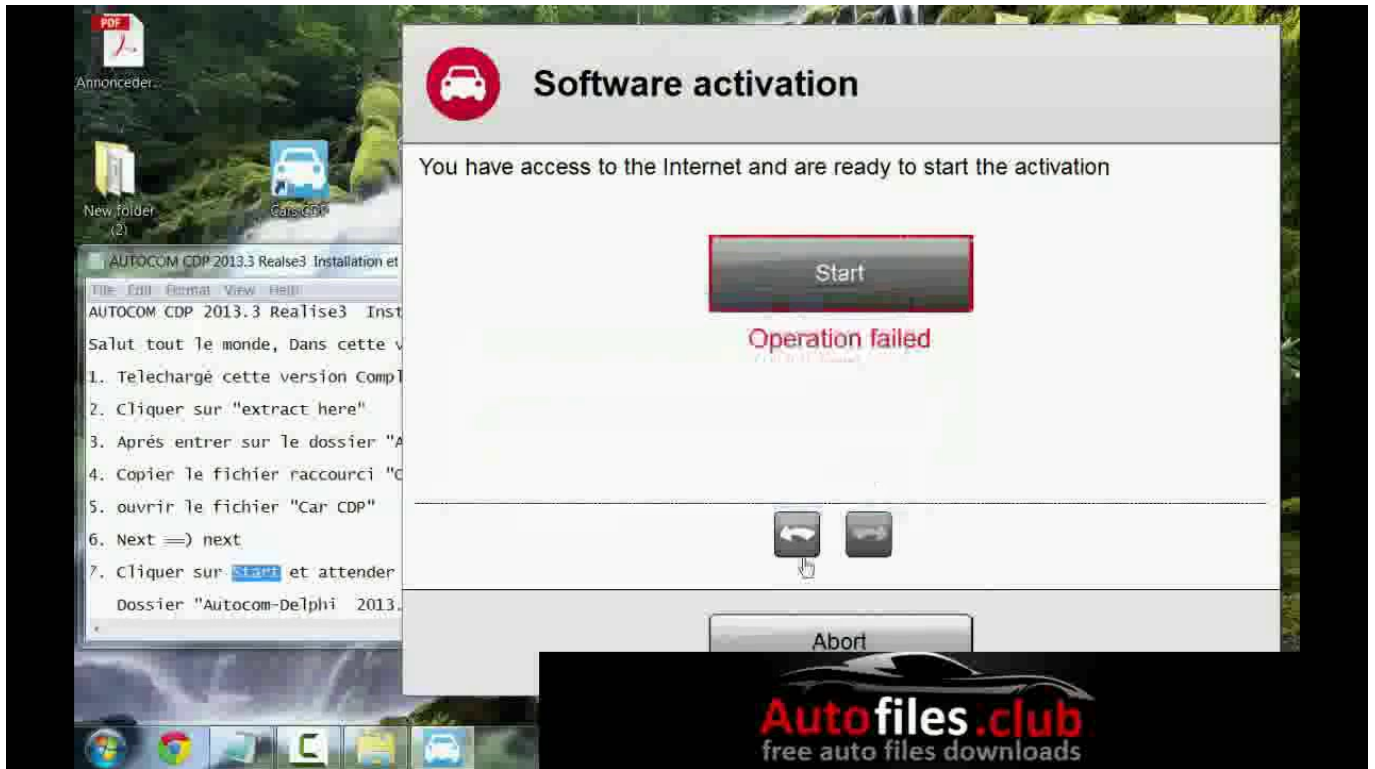 PDF
Annonceder...
New folder
(2)
Cars CDP
AUTOCOM CDP 2013.3 Realse3 Installation et
File Edit Format View Help
AUTOCOM CDP 2013.3 Realise3 Inst
Salut tout le monde, Dans cette v
1. Telechargé cette version Compl
2. Cliquer sur "extract here"
3. Aprés entrer sur le dossier "A
4. Copier le fichier raccourci "C
5. ouvrir le fichier "Car CDP"
6. Next ==) next
7. Cliquer sur Start et attender
Dossier "Autocom-Delphi 2013.
Software activation
You have access to the Internet and are ready to start the activation
Start
Operation failed
Abort
Autofiles.club
free auto files downloads